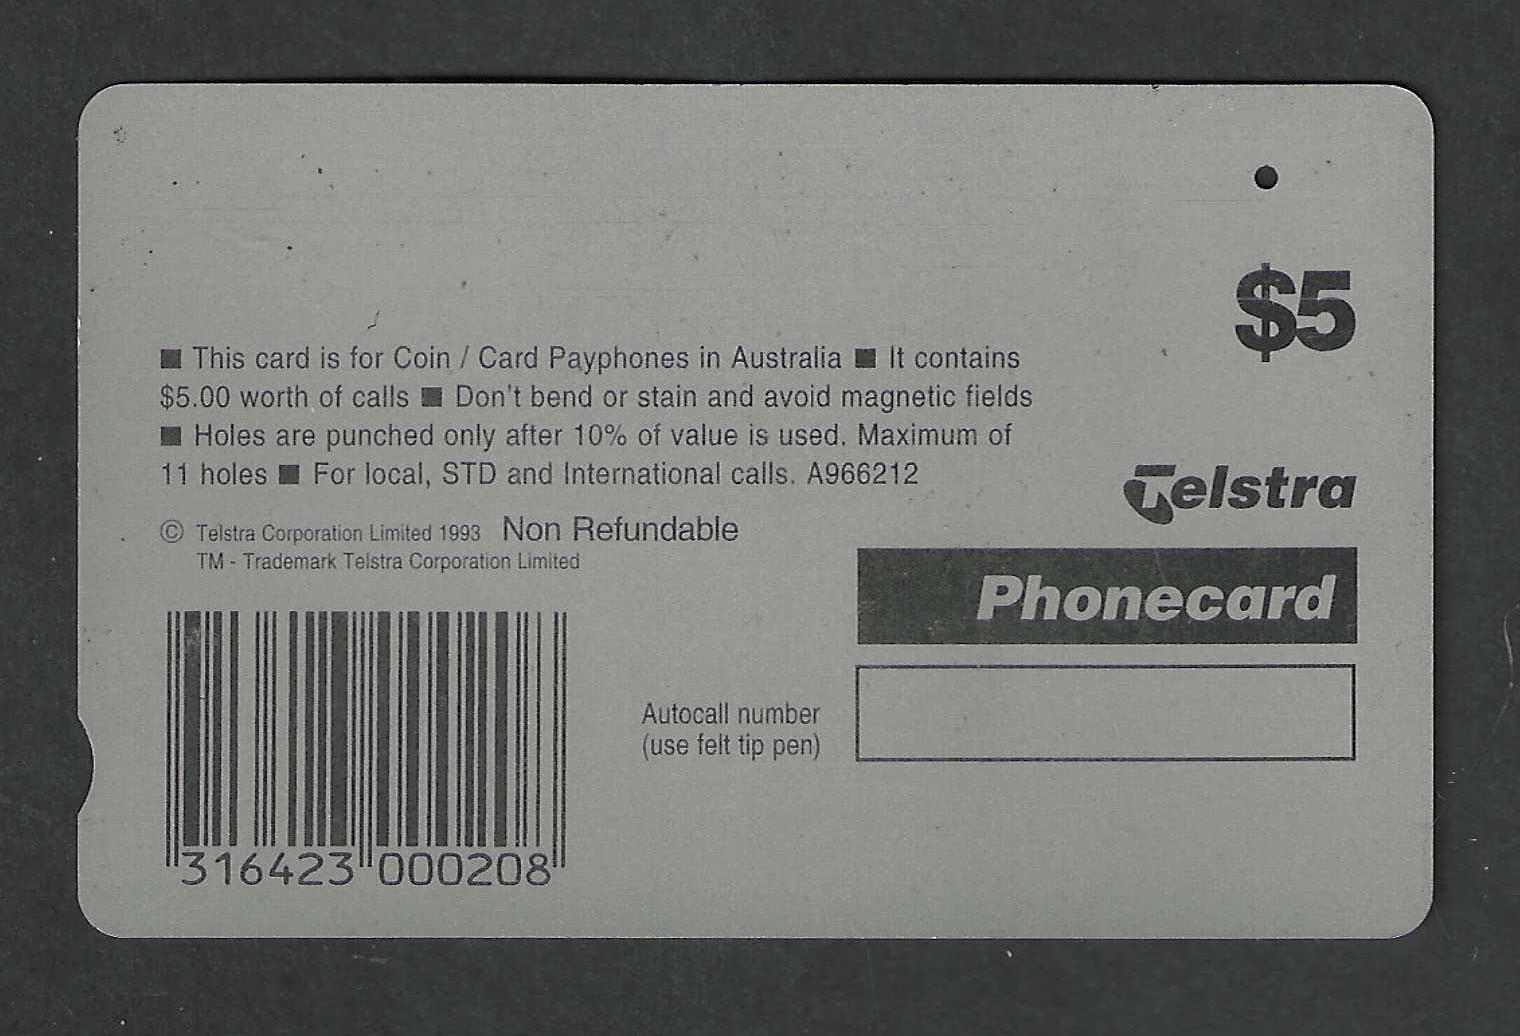 $5
■ This card is for Coin / Card Payphones in Australia ■ It contains
$5.00 worth of calls ■ Don't bend or stain and avoid magnetic fields
■ Holes are punched only after 10% of value is used. Maximum of
11 holes ■ For local, STD and International calls. A966212
Telstra
© Telstra Corporation Limited 1993 Non Refundable
TM - Trademark Telstra Corporation Limited
Phonecard
Autocall number
(use felt tip pen)
316423 000208